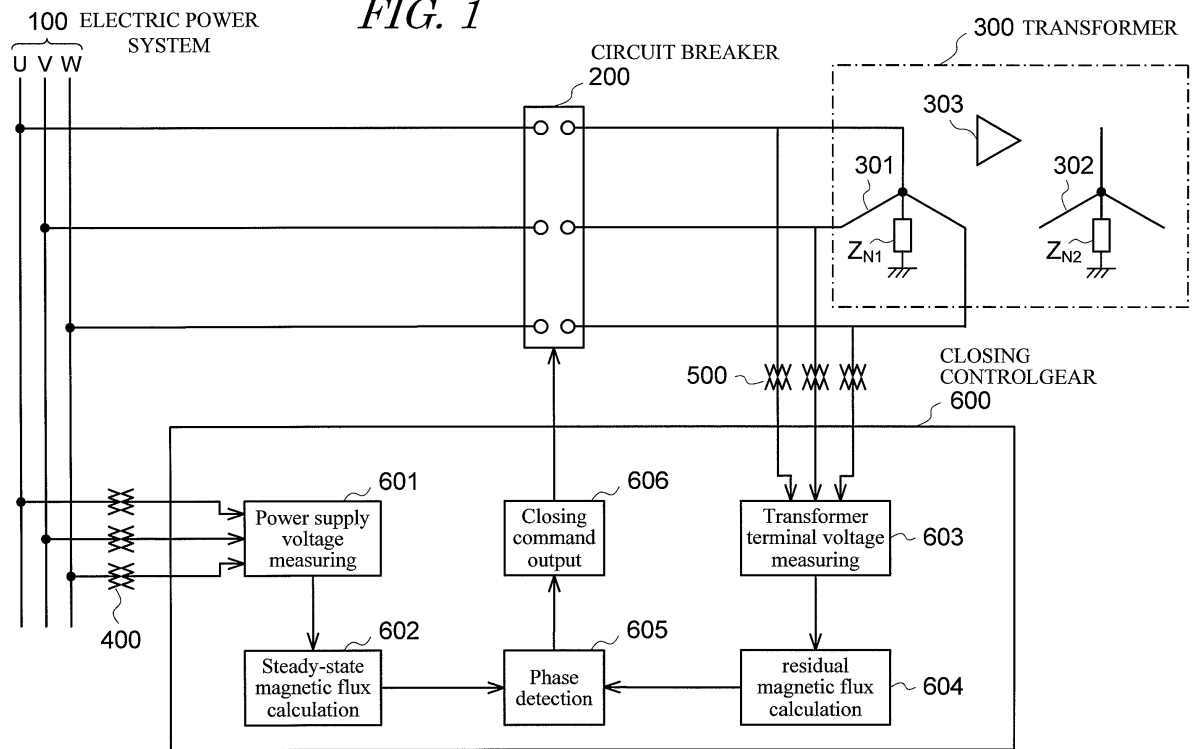 FIG. 1
100 ELECTRIC POWER
SYSTEM
U V W
CIRCUIT BREAKER
200
300 TRANSFORMER
303
301
302
ZN1
ZN2
500
CLOSING
CONTROLGEAR
600
400
601
Power supply
voltage
measuring
606
Closing
command
output
Transformer
terminal voltage
measuring
603
602
Steady-state
magnetic flux
calculation
605
Phase
detection
residual
magnetic flux
calculation
604